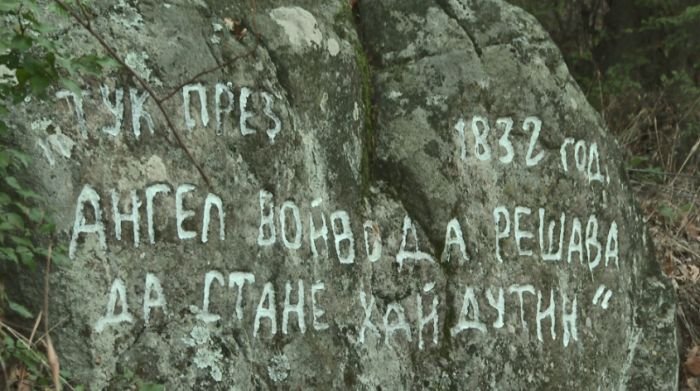 "ТУК ПРЕЗ 1832 ГОД.
АНГЕЛ ВОЙВОДА РЕШАВА
ДА СТАНЕ ХАЙДУТИН"